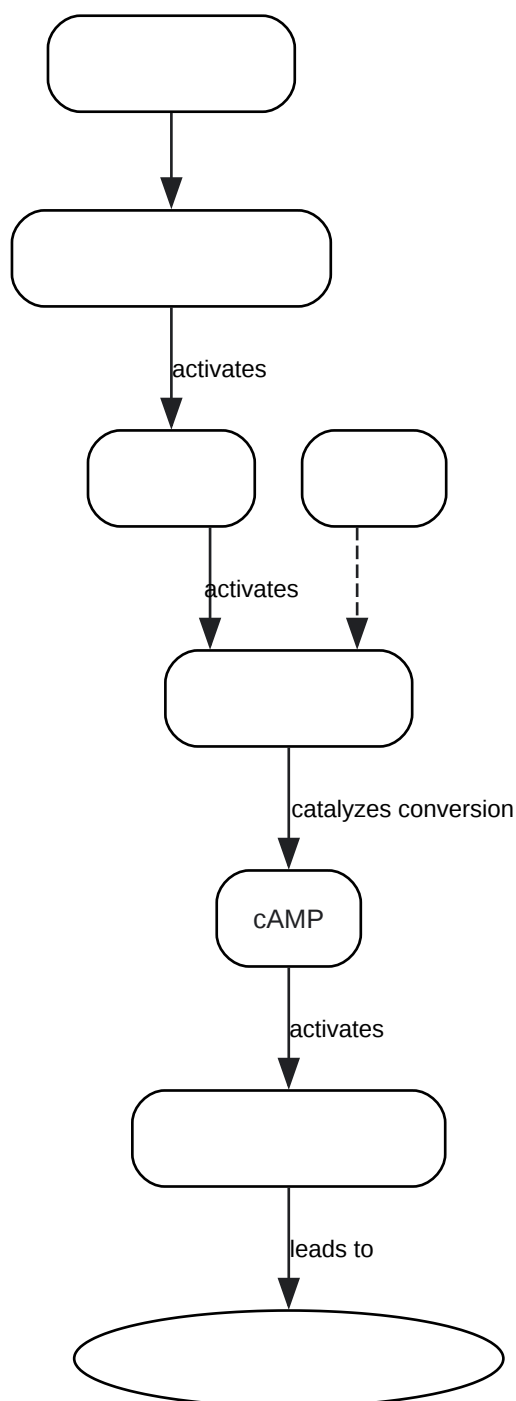 activates
activates
catalyzes conversion
cAMP
activates
leads to